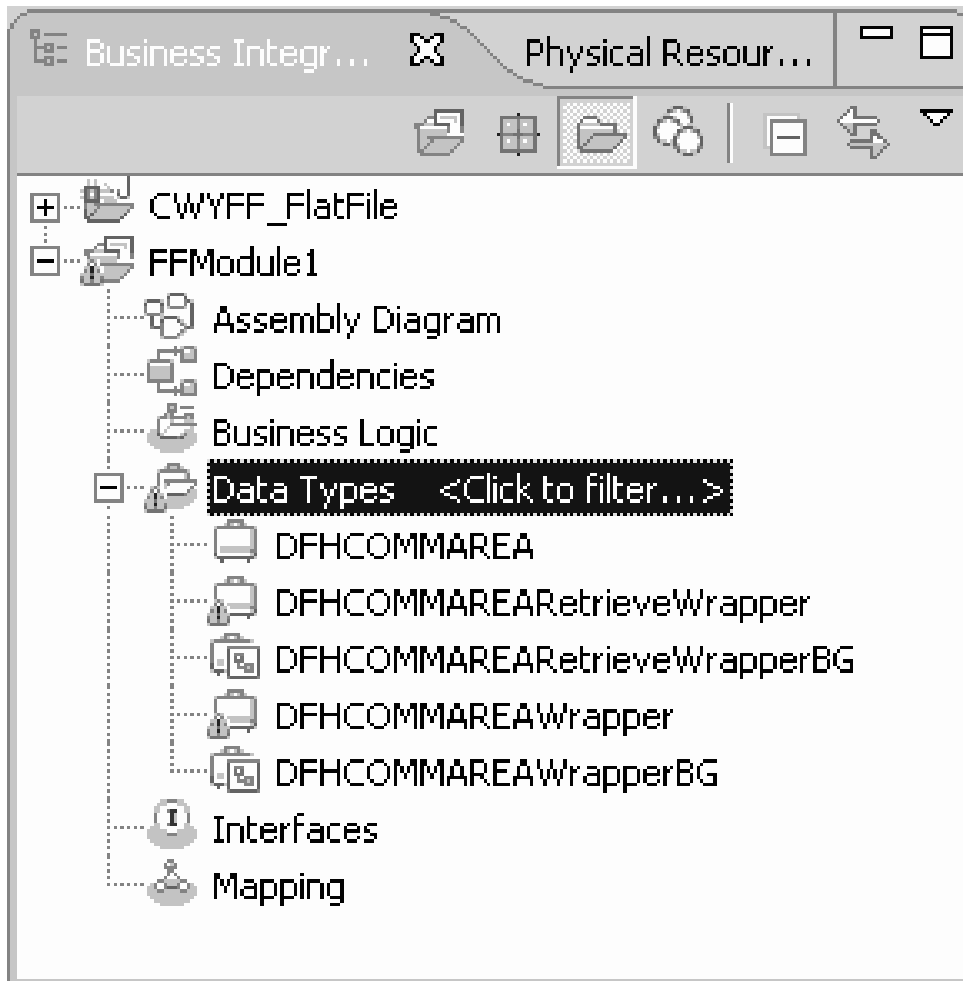 Business Integr... Physical Resour...
CWYFF_FlatFile
FFModule1
Assembly Diagram
Dependencies
Business Logic
Data Types <Click to filter...>
DFHCOMMAREA
DFHCOMMAREARetrieveWrapper
DFHCOMMAREARetrieveWrapperBG
DFHCOMMAREAWrapper
DFHCOMMAREAWrapperBG
Interfaces
Mapping